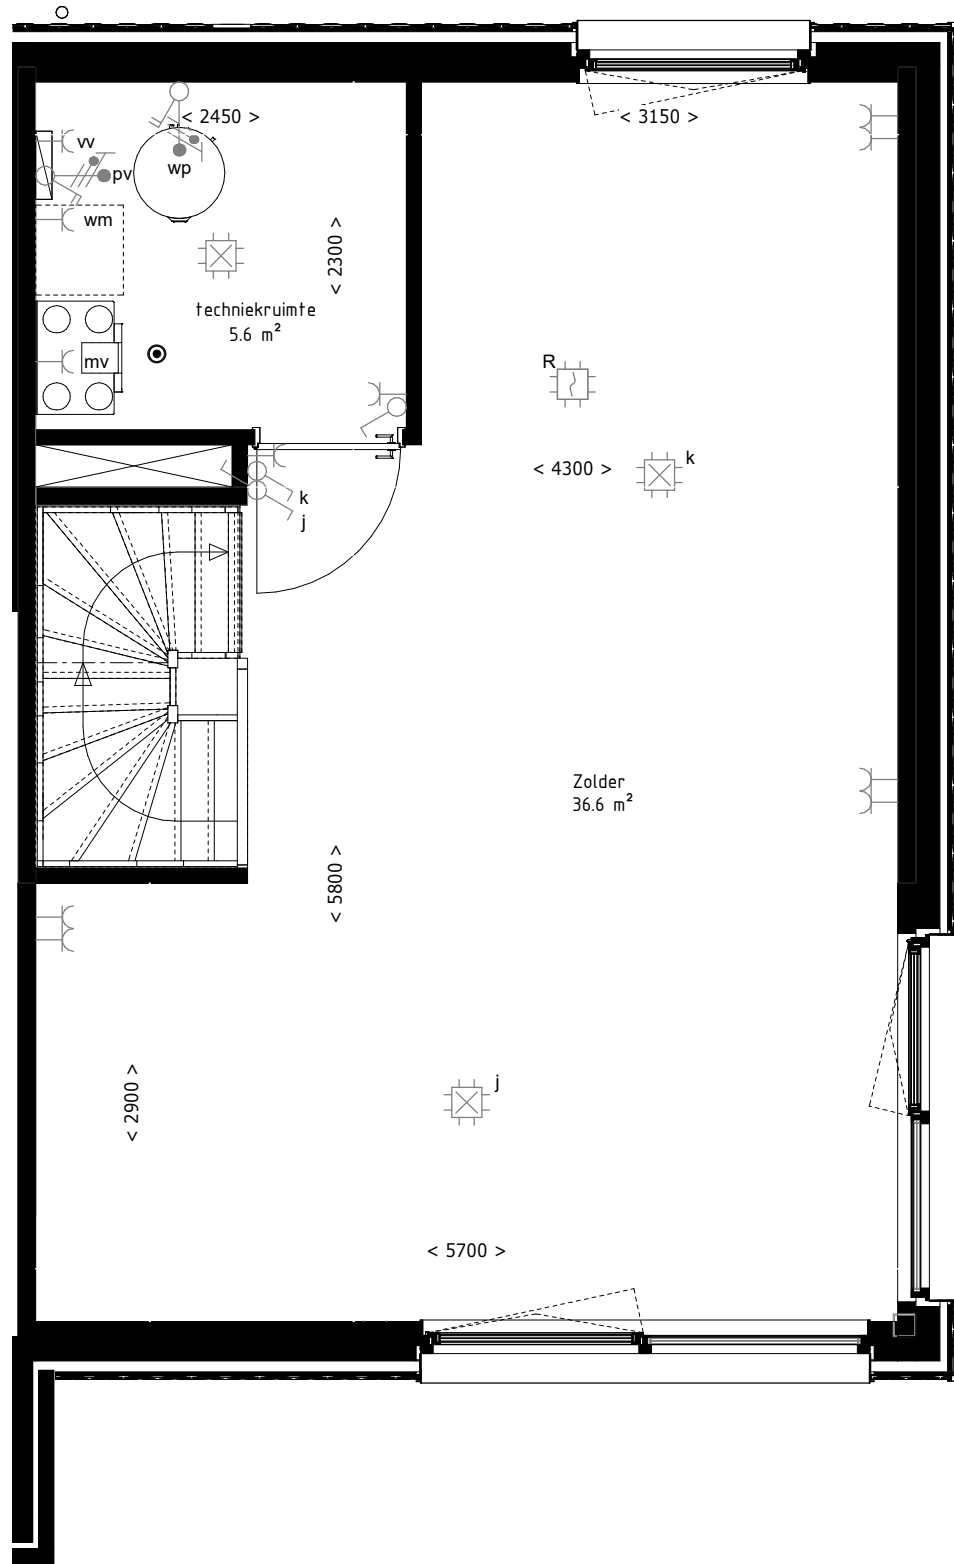 < 2450 >
< 3150 >
vv
wp
pv
wm
< 2300 >
techniekruimte
5.6 m²
mv
R
k
< 4300 >
k
j
Zolder
36.6 m²
< 5800 >
< 2900 >
j
< 5700 >